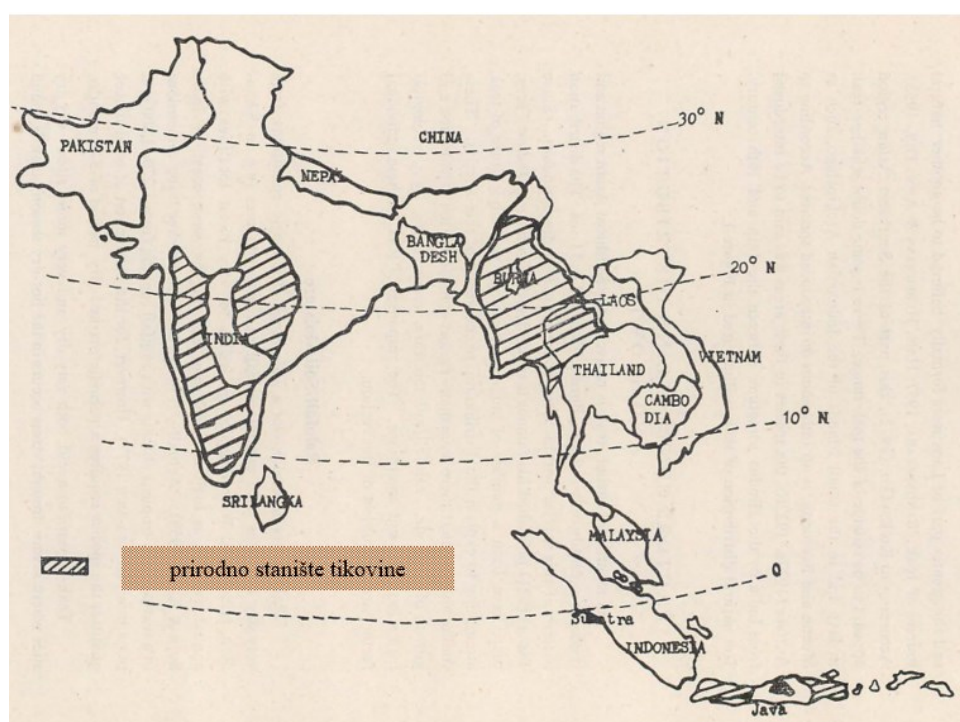 30° N
CHINA
PAKISTAN
NEPAL
BANGLA
DESH
20° N
BURMA
LAOS
INDIA
VIETNAM
THAILAND
CAMBO
DIA
10° N
SRILANGKA
MALAYSIA
prirodno stanište tikovine
0
Sumatra
INDONESIA
Java